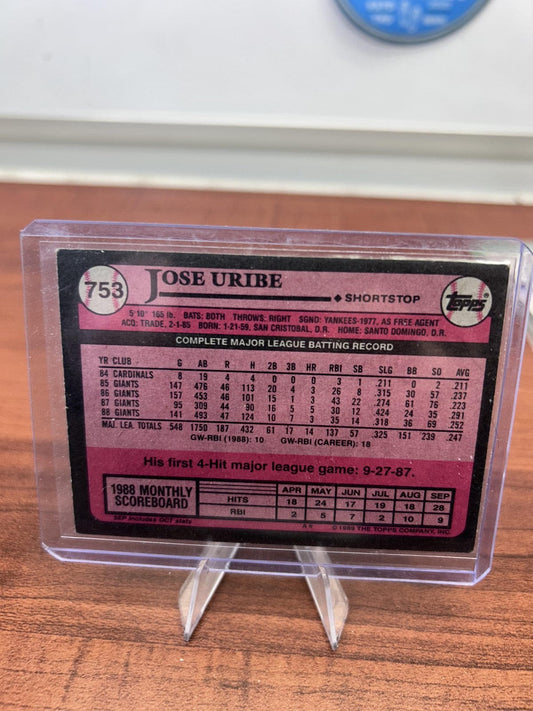 753
JOSE URIBE
◆ SHORTSTOP
TOPPS
5'10" 165 lb. BATS: BOTH THROWS: RIGHT SGND: YANKEES-1977, AS FREE AGENT
ACQ: TRADE, 2-1-85 BORN: 1-21-59, SAN CRISTOBAL, D.R. HOME: SANTO DOMINGO, D.R.
COMPLETE MAJOR LEAGUE BATTING RECORD
YR CLUB G AB R H 2B 3B HR RBI SB SLG BB SO AVG
84 CARDINALS 8 19 4 4 0 0 0 3 1 .211 0 2 .211
85 GIANTS 147 476 46 113 20 4 3 26 8 .315 30 57 .237
86 GIANTS 157 453 46 101 15 1 3 43 22 .274 61 76 .223
87 GIANTS 95 309 44 90 16 5 5 30 12 .424 24 35 .291
88 GIANTS 141 493 47 124 10 7 3 35 14 .318 36 69 .252
MAJ. LEA. TOTALS 548 1750 187 432 61 17 14 137 57 .325 151 239 .247
GW-RBI (1988): 10 GW-RBI (CAREER): 18
His first 4-Hit major league game: 9-27-87.
1988 MONTHLY SCOREBOARD
APR MAY JUN JUL AUG SEP
HITS 18 24 17 19 18 28
RBI 2 5 7 2 10 9
SEP includes OCT stats
© 1989 THE TOPPS COMPANY, INC.